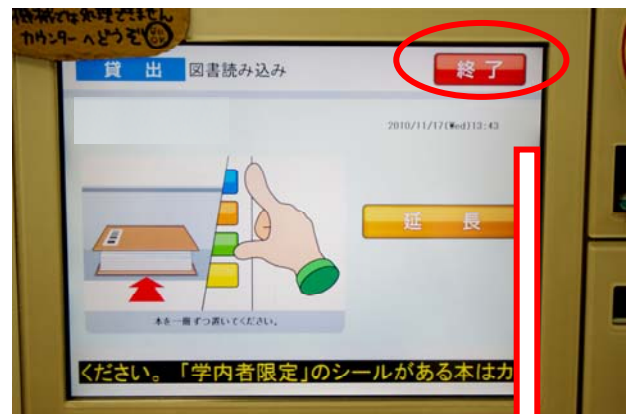 機械では処理できません
カウンターへどうぞ
貸 出 図書読み込み
終 了
2010/11/17(Wed)13:43
延 長
本を一冊ずつ置いてください。
ください。「学内者限定」のシールがある本はカ